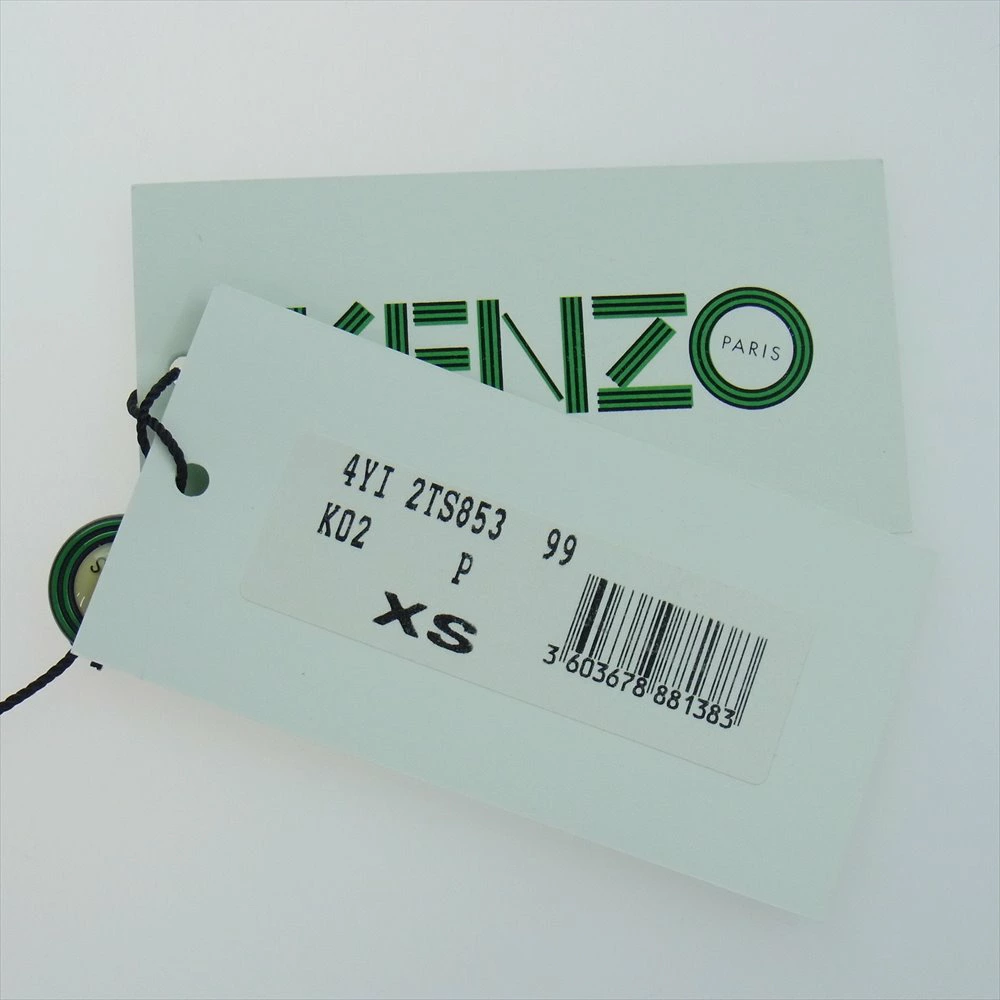 KENZO
PARIS
4YI 2TS853 99
K02 P
XS
3 603678 881383